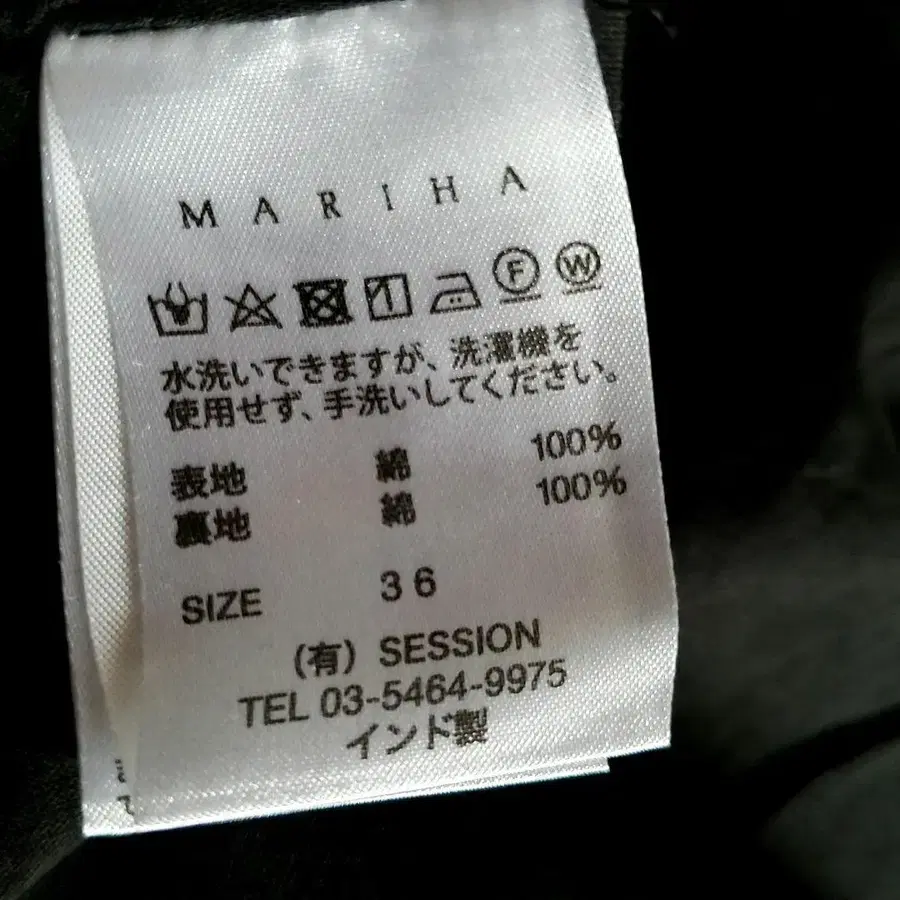 MARIHA
F W
水洗いできますが、洗濯機を
使用せず、手洗いしてください。
表地 綿 100%
裏地 綿 100%
SIZE 36
(有) SESSION
TEL 03-5464-9975
インド製